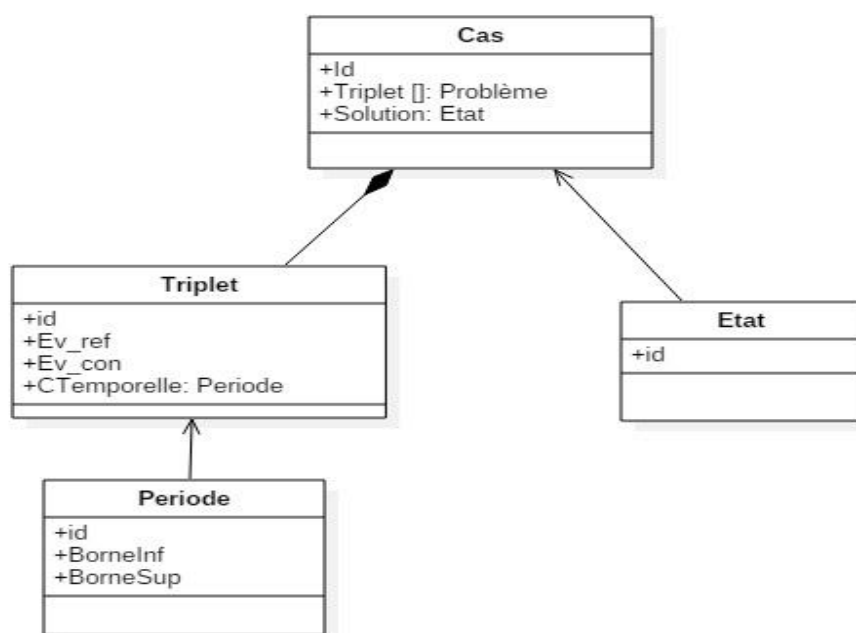 Cas
+Id
+Triplet []: Problème
+Solution: Etat
Triplet
+id
+Ev_ref
+Ev_con
+CTemporelle: Periode
Etat
+id
Periode
+id
+BorneInf
+BorneSup